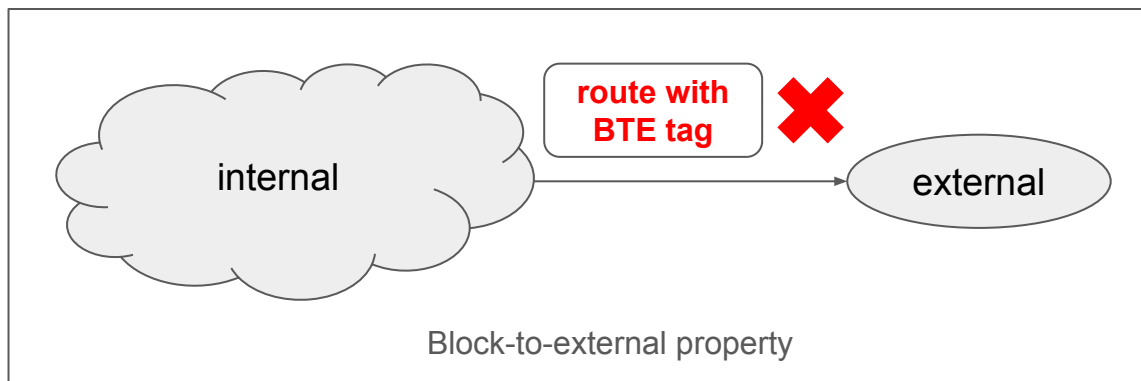 route with
BTE tag
internal
external
Block-to-external property